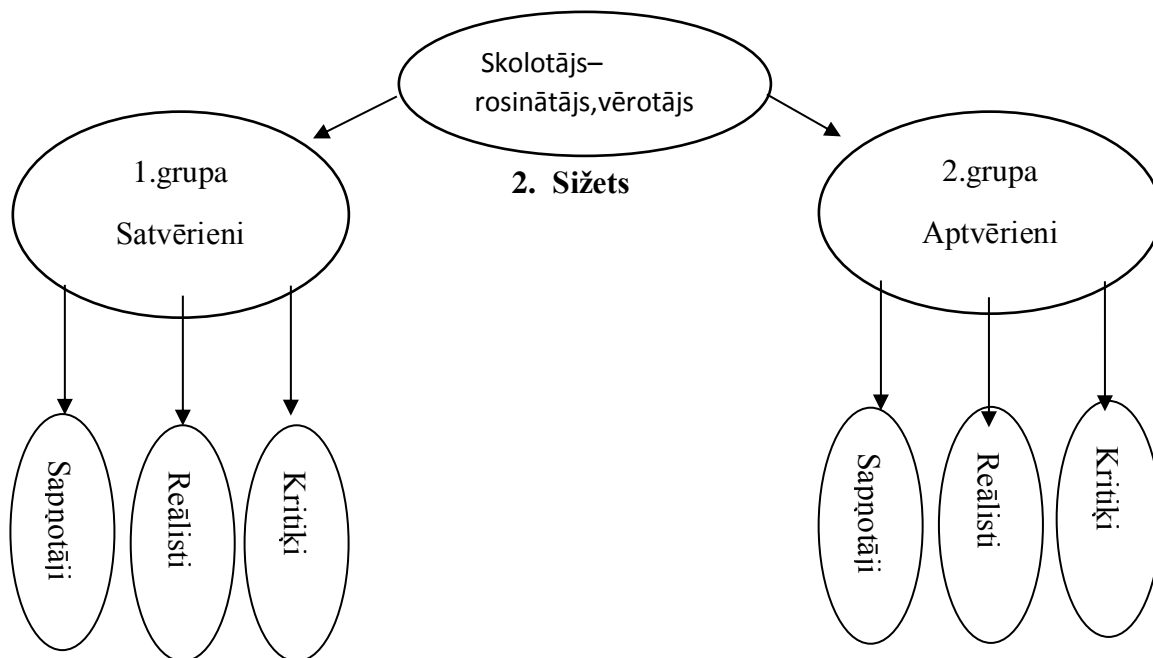 Skolotājs–
rosinātājs,vērotājs
2. Sižets
1.grupa
Satvērieni
2.grupa
Aptvērieni
Sapņotāji
Reālisti
Kritiķi
Sapņotāji
Reālisti
Kritiķi